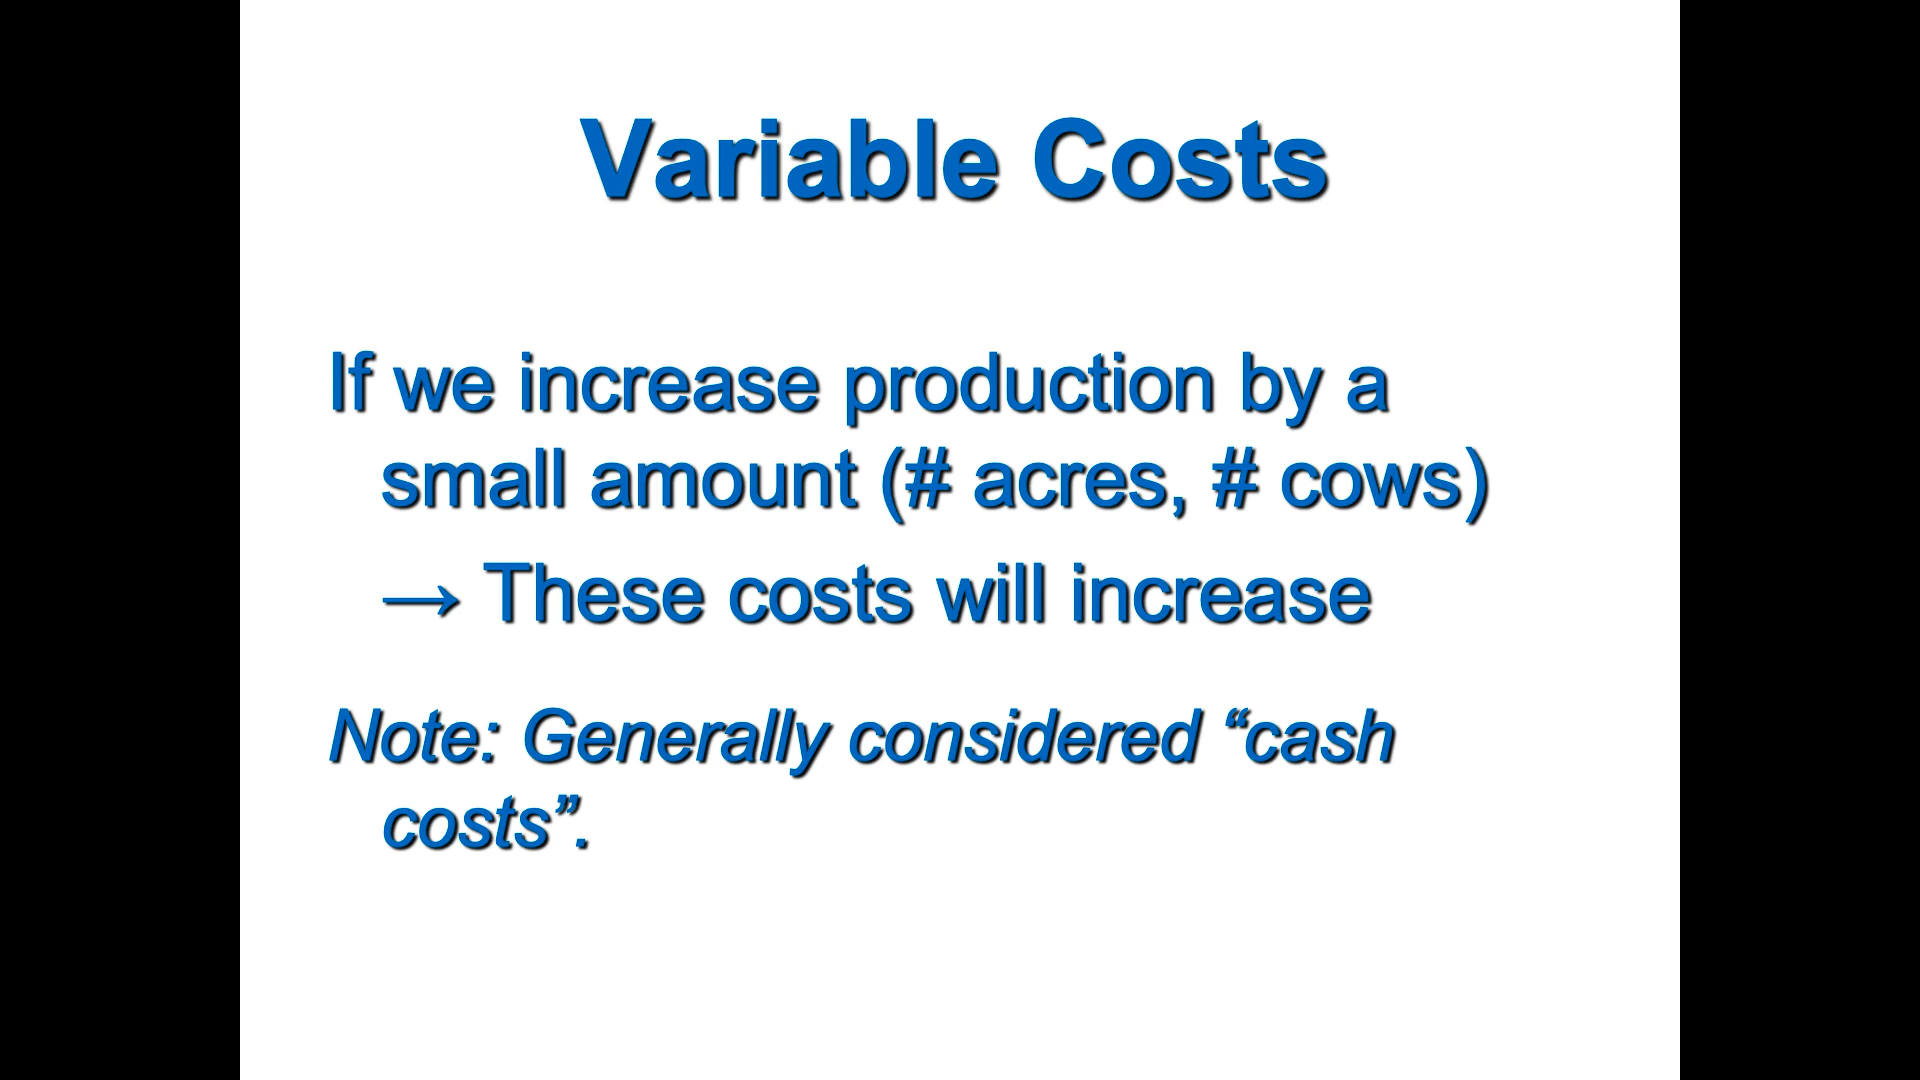 Variable Costs
If we increase production by a
small amount (# acres, # cows)
→ These costs will increase
Note: Generally considered “cash
costs”.